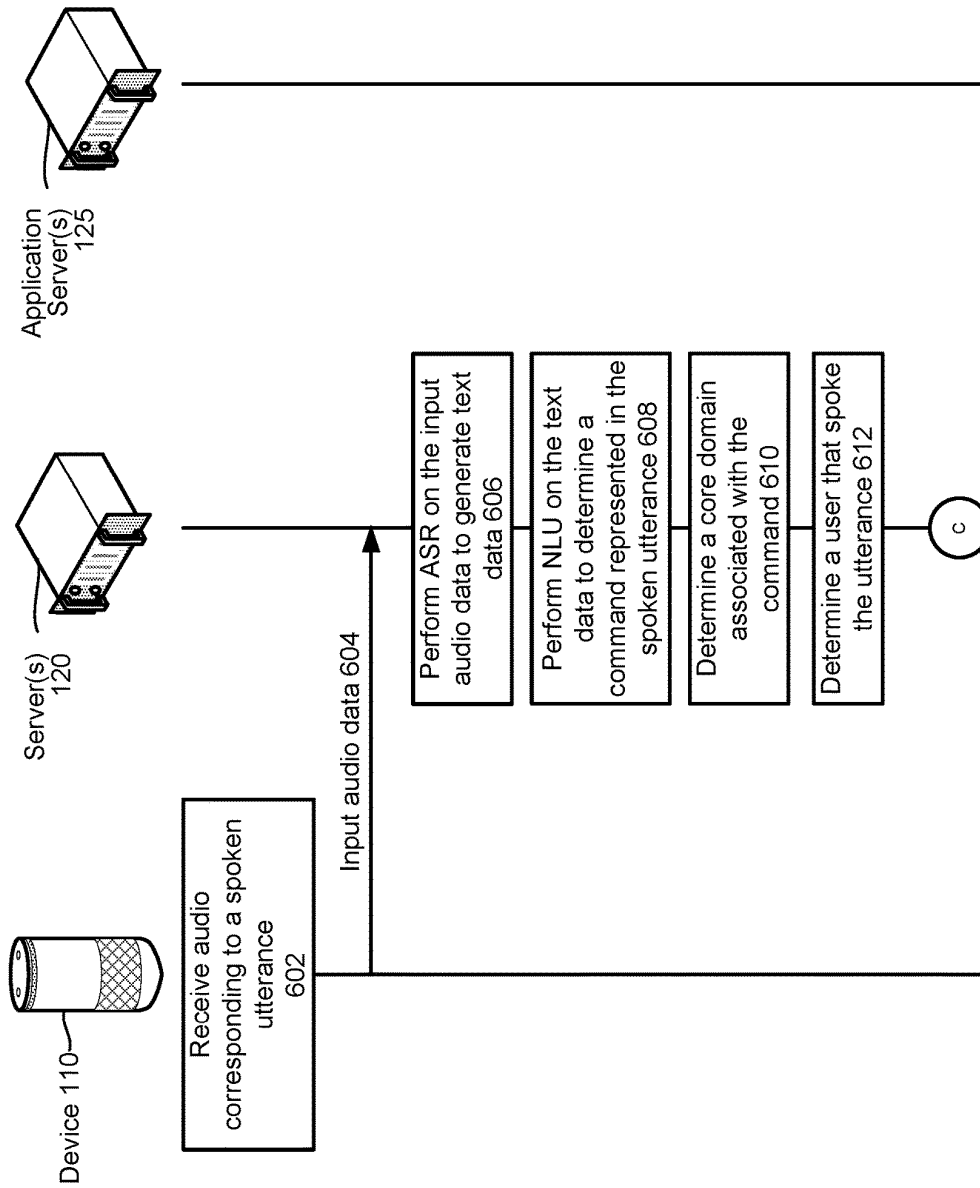 Device 110
Server(s)
120
Application
Server(s)
125
Receive audio
corresponding to a spoken
utterance
602
Input audio data 604
Perform ASR on the input
audio data to generate text
data 606
Perform NLU on the text
data to determine a
command represented in the
spoken utterance 608
Determine a core domain
associated with the
command 610
Determine a user that spoke
the utterance 612
c